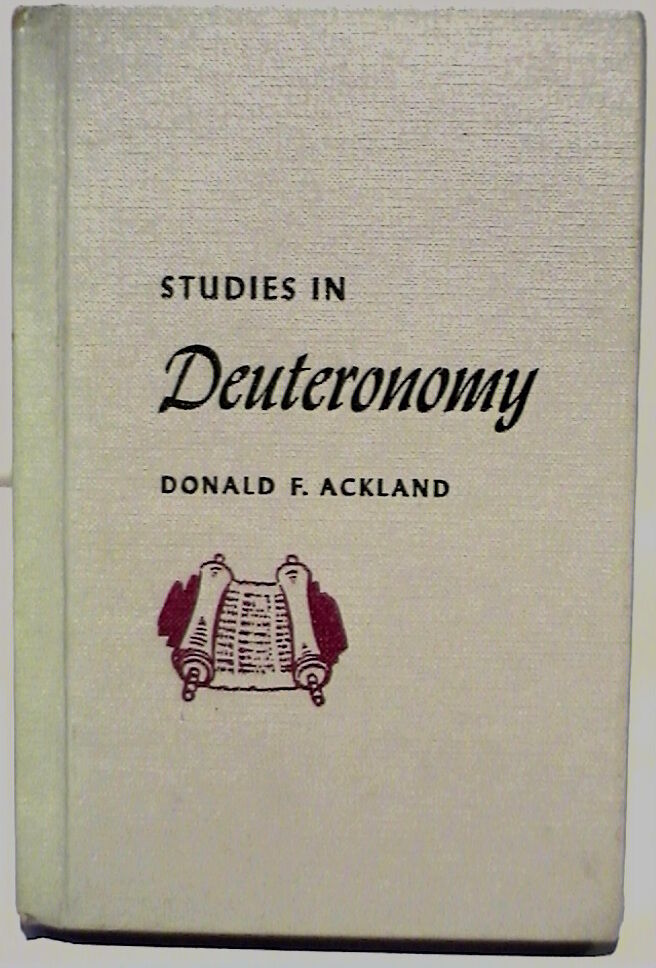 STUDIES IN
Deuteronomy
DONALD F. ACKLAND